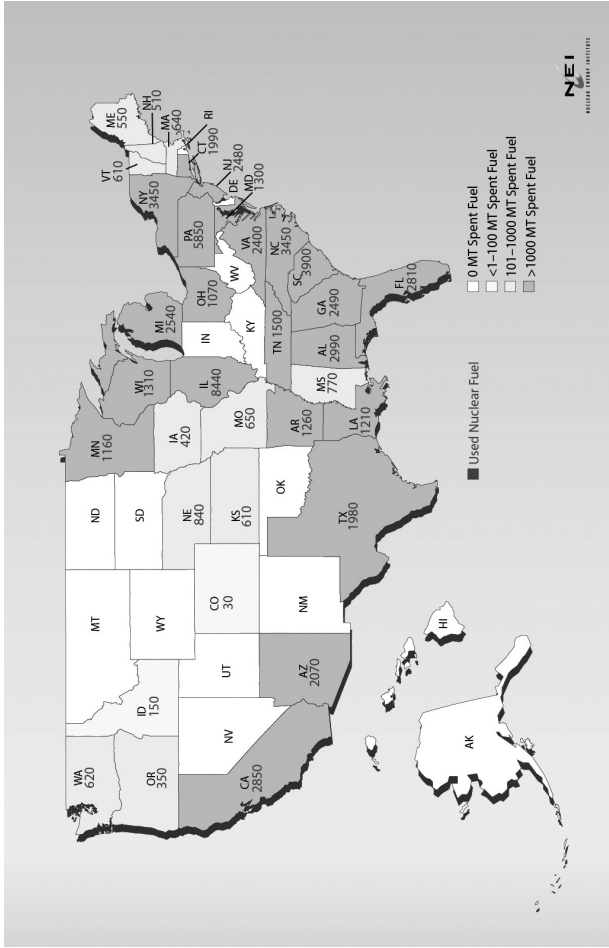 WA
620
OR
350
CA
2850
NV
ID
150
MT
WY
UT
AZ
2070
CO
30
NM
ND
SD
NE
840
KS
610
OK
TX
1980
MN
1160
IA
420
MO
650
AR
1260
LA
1210
WI
1310
IL
8440
MS
770
MI
2540
IN
KY
TN 1500
AL
2990
OH
1070
WV
GA
2490
FL
2810
SC
3900
NC
3450
VA
2400
PA
5850
NY
3450
VT
610
ME
550
NH
510
MA
640
RI
CT
1990
NJ
2480
DE
MD
1300
AK
HI
Used Nuclear Fuel
0 MT Spent Fuel
<1–100 MT Spent Fuel
101–1000 MT Spent Fuel
>1000 MT Spent Fuel
NEI
NUCLEAR ENERGY INSTITUTE